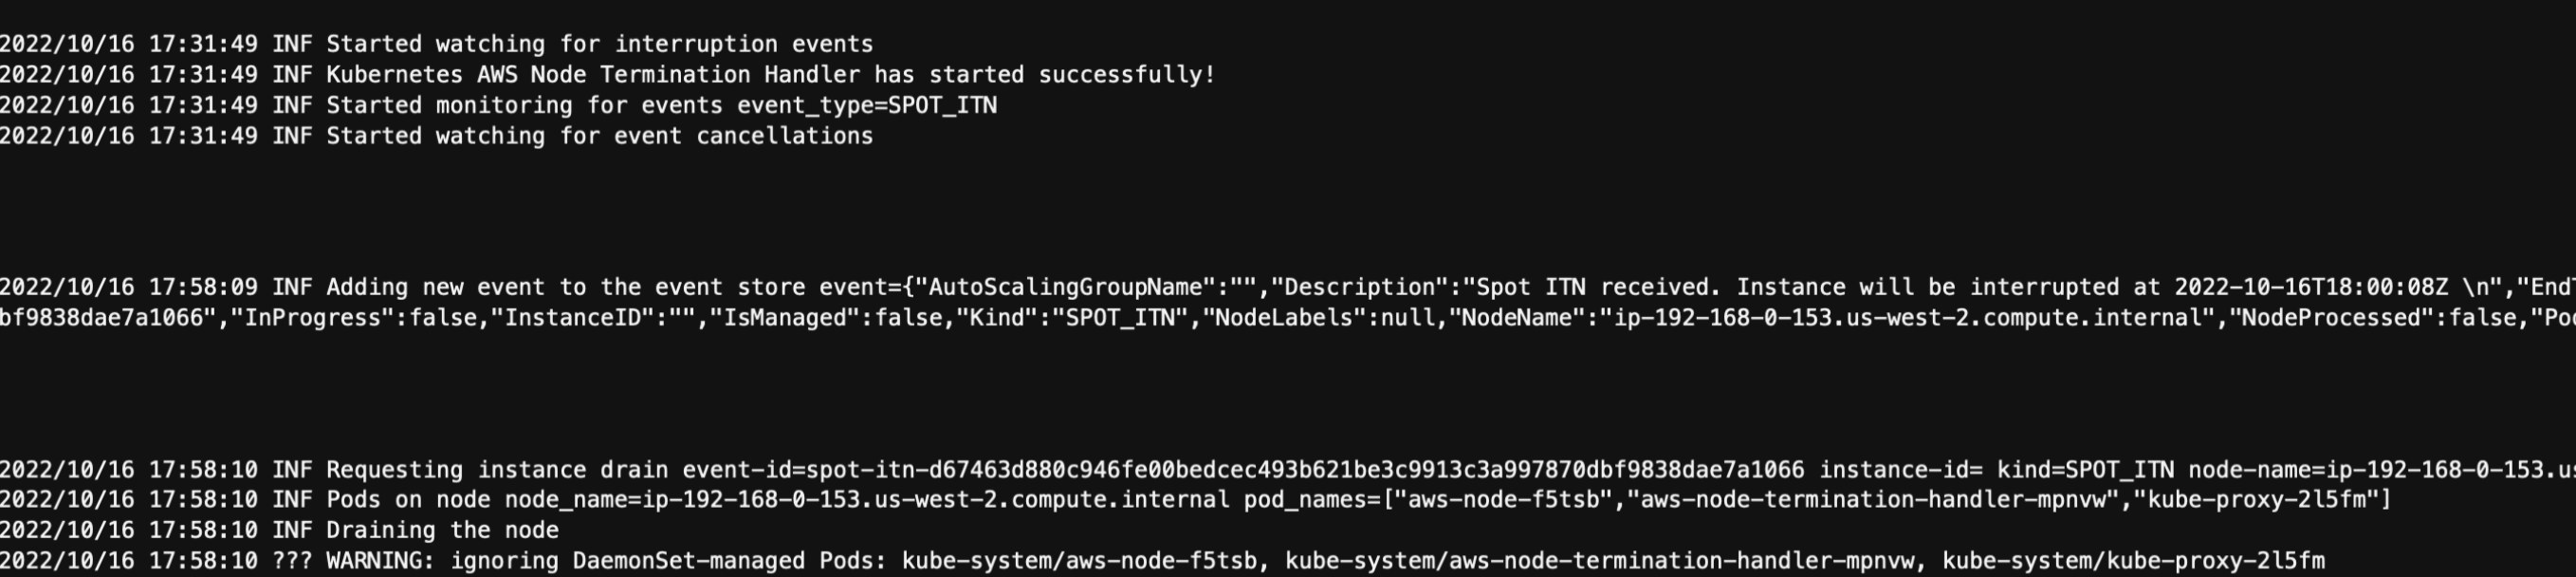 2022/10/16 17:31:49 INF Started watching for interruption events
2022/10/16 17:31:49 INF Kubernetes AWS Node Termination Handler has started successfully!
2022/10/16 17:31:49 INF Started monitoring for events event_type=SPOT_ITN
2022/10/16 17:31:49 INF Started watching for event cancellations
2022/10/16 17:58:09 INF Adding new event to the event store event={"AutoScalingGroupName":"","Description":"Spot ITN received. Instance will be interrupted at 2022-10-16T18:00:08Z \n","End
bf9838dae7a1066","InProgress":false,"InstanceID":"","IsManaged":false,"Kind":"SPOT_ITN","NodeLabels":null,"NodeName":"ip-192-168-0-153.us-west-2.compute.internal","NodeProcessed":false,"Po
2022/10/16 17:58:10 INF Requesting instance drain event-id=spot-itn-d67463d880c946fe00bedcec493b621be3c9913c3a997870dbf9838dae7a1066 instance-id= kind=SPOT_ITN node-name=ip-192-168-0-153.u
2022/10/16 17:58:10 INF Pods on node node_name=ip-192-168-0-153.us-west-2.compute.internal pod_names=["aws-node-f5tsb","aws-node-termination-handler-mpnvw","kube-proxy-2l5fm"]
2022/10/16 17:58:10 INF Draining the node
2022/10/16 17:58:10 ??? WARNING: ignoring DaemonSet-managed Pods: kube-system/aws-node-f5tsb, kube-system/aws-node-termination-handler-mpnvw, kube-system/kube-proxy-2l5fm